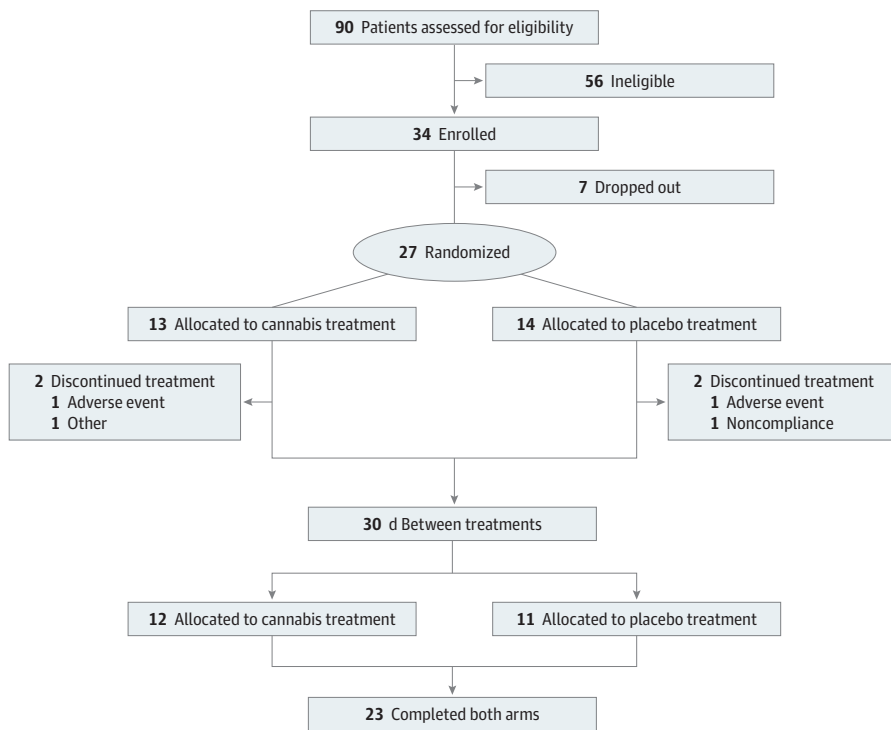 90 Patients assessed for eligibility
56 Ineligible
34 Enrolled
7 Dropped out
27 Randomized
13 Allocated to cannabis treatment
14 Allocated to placebo treatment
2 Discontinued treatment
1 Adverse event
1 Other
2 Discontinued treatment
1 Adverse event
1 Noncompliance
30 d Between treatments
12 Allocated to cannabis treatment
11 Allocated to placebo treatment
23 Completed both arms